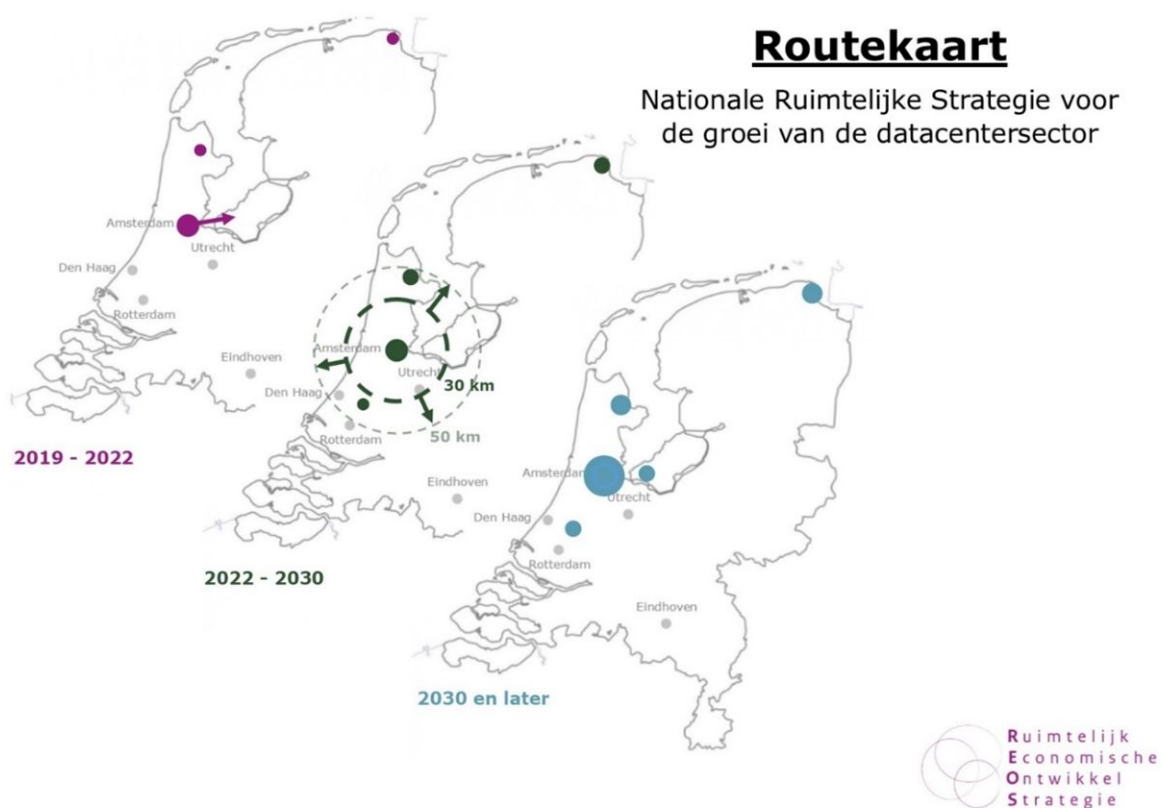 Routekaart
Nationale Ruimtelijke Strategie voor
de groei van de datacentersector
Amsterdam
Utrecht
Den Haag
Rotterdam
Eindhoven
2019 - 2022
Amsterdam
Utrecht
30 km
Den Haag
Rotterdam
50 km
Eindhoven
2022 - 2030
Amsterdam
Utrecht
Den Haag
Rotterdam
Eindhoven
2030 en later
Ruimtelijk
Economische
Ontwikkel
Strategie